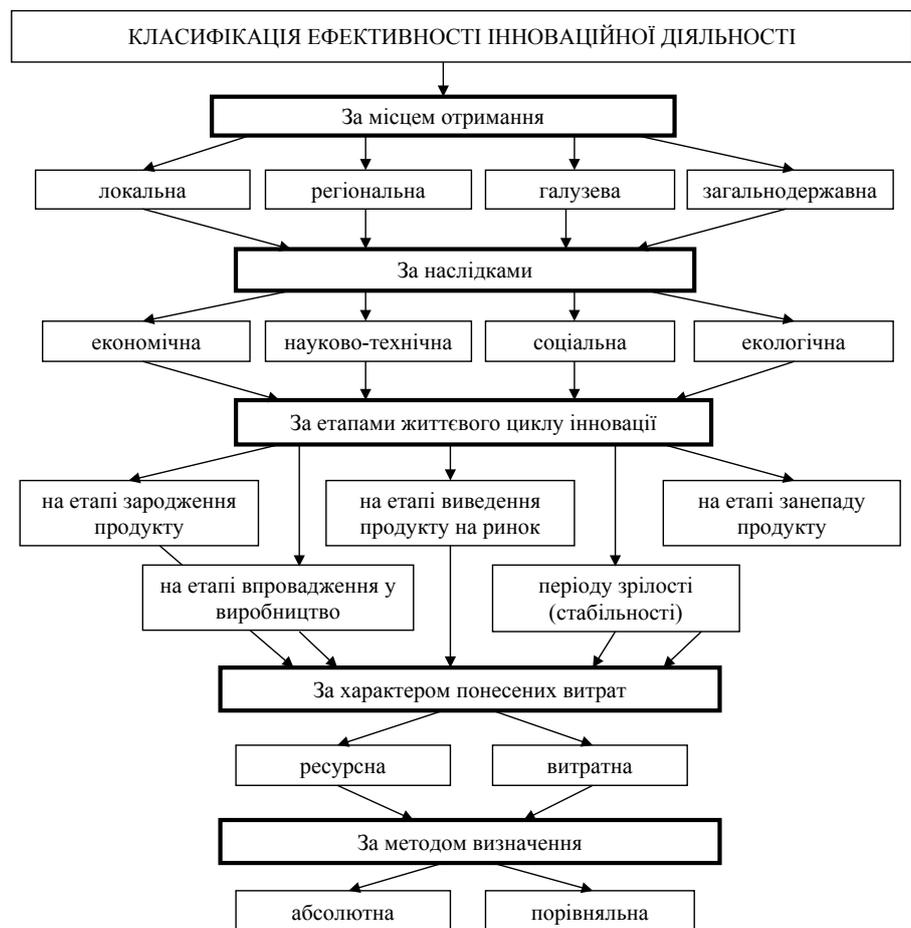 КЛАСИФІКАЦІЯ ЕФЕКТИВНОСТІ ІННОВАЦІЙНОЇ ДІЯЛЬНОСТІ
За місцем отримання
локальна
регіональна
галузева
загальнодержавна
За наслідками
економічна
науково-технічна
соціальна
екологічна
За етапами життєвого циклу інновації
на етапі зародження
продукту
на етапі виведення
продукту на ринок
на етапі занепаду
продукту
на етапі впровадження у
виробництво
періоду зрілості
(стабільності)
За характером понесених витрат
ресурсна
витратна
За методом визначення
абсолютна
порівняльна